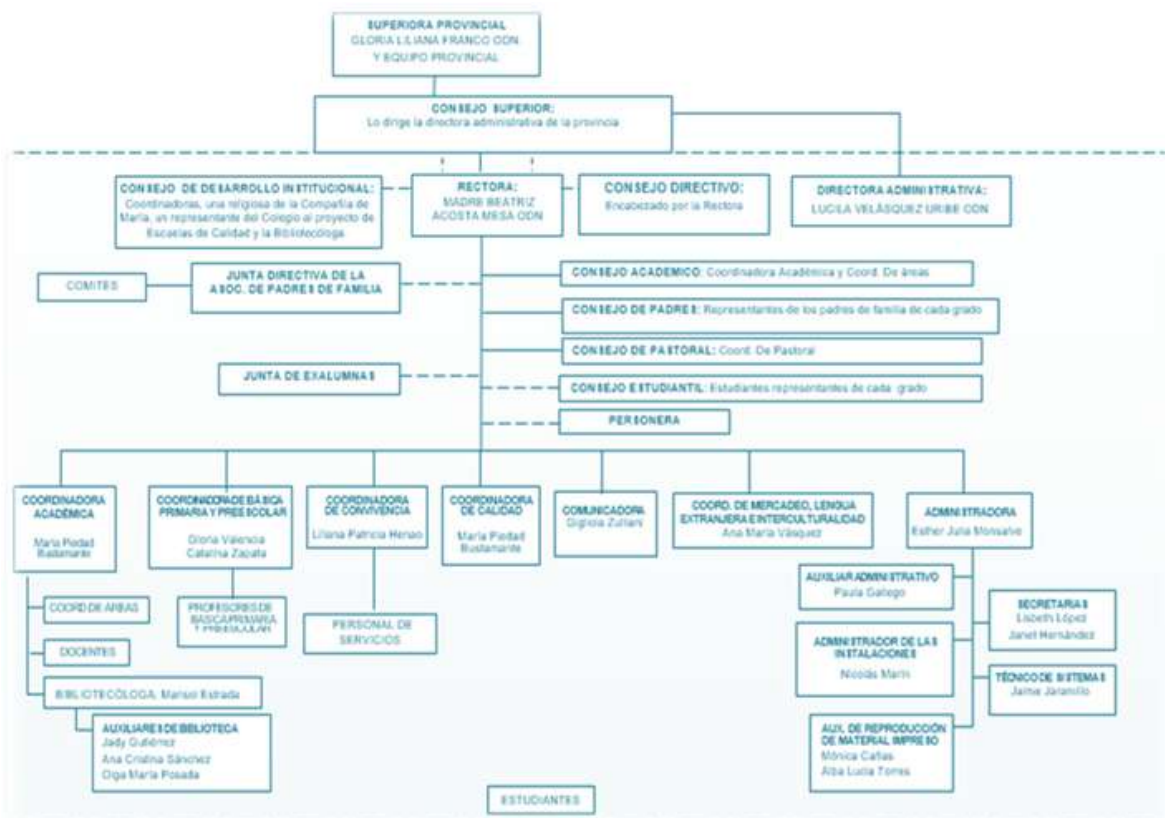 SUPERIORA PROVINCIAL
GLORIA LILIANA FRANCO ODN.
Y EQUIPO PROVINCIAL
CONSEJO SUPERIOR:
Lo dirige la directora administrativa de la provincia
CONSEJO DE DESARROLLO INSTITUCIONAL:
Coordinadoras, una religiosa de la Compañía de
María, un representante del Colegio al proyecto de
Escuelas de Calidad y la Bibliotecóloga
RECTORA:
MADRE BEATRIZ
ACOSTA MESA ODN
CONSEJO DIRECTIVO:
Encabezado por la Rectora
DIRECTORA ADMINISTRATIVA:
LUCILA VELÁSQUEZ URIBE ODN
COMITES
JUNTA DIRECTIVA DE LA
ASOC. DE PADRES DE FAMILIA
CONSEJO ACADEMICO: Coordinadora Académica y Coord. De áreas
CONSEJO DE PADRES: Representantes de los padres de familia de cada grado
CONSEJO DE PASTORAL: Coord. De Pastoral
JUNTA DE EXALUMNAS
CONSEJO ESTUDIANTIL: Estudiantes representantes de cada grado
PERSONERA
COORDINADORA
ACADÉMICA
María Piedad
Bustamante
COORDINADORA DE BÁSICA
PRIMARIA Y PREESCOLAR
Gloria Valencia
Catalina Zapata
COORDINADORA
DE CONVIVENCIA
Liliana Patricia Henao
COORDINADORA
DE CALIDAD
María Piedad
Bustamante
COMUNICADORA
Gigliola Zuliani
COORD. DE MERCADEO, LENGUA
EXTRANJERA E INTERCULTURALIDAD
Ana María Vásquez
ADMINISTRADORA
Esther Julia Monsalve
COORD DE AREAS
DOCENTES
BIBLIOTECÓLOGA: Marisol Estrada
AUXILIARES DE BIBLIOTECA
Jady Gutiérrez
Ana Cristina Sánchez
Olga María Posada
PROFESORES DE
BASICA PRIMARIA
Y PREESCOLAR
PERSONAL DE
SERVICIOS
AUXILIAR ADMINISTRATIVO
Paula Gallego
ADMINISTRADOR DE LAS
INSTALACIONES
Nicolás Marín
AUX. DE REPRODUCCIÓN
DE MATERIAL IMPRESO
Mónica Cañas
Alba Lucia Torres
SECRETARIAS
Lisbeth López
Janet Hernández
TÉCNICO DE SISTEMAS
Jaime Jaramillo
ESTUDIANTES